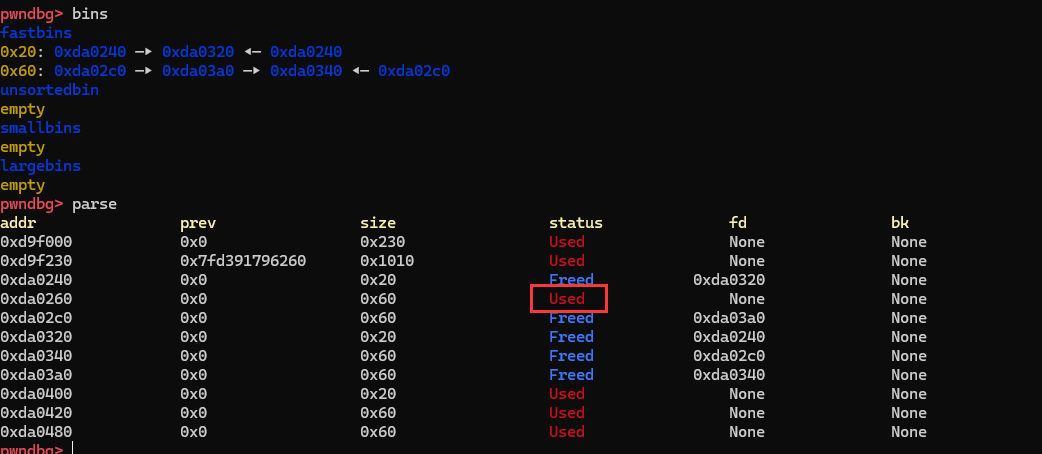 pwndbg> bins
fastbins
0x20: 0xda0240 —▸ 0xda0320 ◂— 0xda0240
0x60: 0xda02c0 —▸ 0xda03a0 —▸ 0xda0340 ◂— 0xda02c0
unsortedbin
empty
smallbins
empty
largebins
empty
pwndbg> parse
addr prev size status fd bk
0xd9f000 0x0 0x230 Used None None
0xd9f230 0x7fd391796260 0x1010 Used None None
0xda0240 0x0 0x20 Freed 0xda0320 None
0xda0260 0x0 0x60 Used None None
0xda02c0 0x0 0x60 Freed 0xda03a0 None
0xda0320 0x0 0x20 Freed 0xda0240 None
0xda0340 0x0 0x60 Freed 0xda02c0 None
0xda03a0 0x0 0x60 Freed 0xda0340 None
0xda0400 0x0 0x20 Used None None
0xda0420 0x0 0x60 Used None None
0xda0480 0x0 0x60 Used None None
pwndbg>